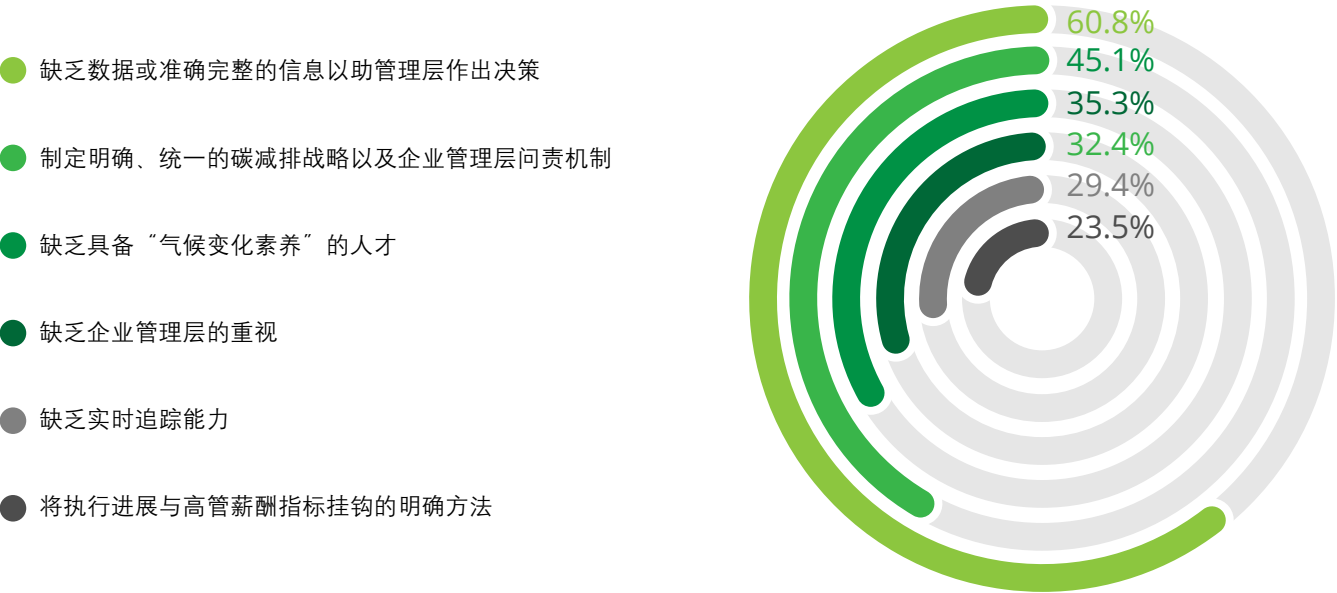 缺乏数据或准确完整的信息以助管理层作出决策
制定明确、统一的碳减排战略以及企业管理层问责机制
缺乏具备“气候变化素养”的人才
缺乏企业管理层的重视
缺乏实时追踪能力
将执行进展与高管薪酬指标挂钩的明确方法
60.8%
45.1%
35.3%
32.4%
29.4%
23.5%